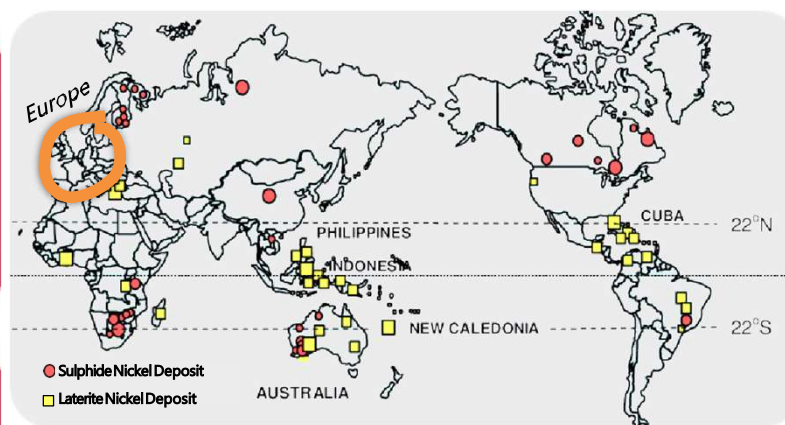 Europe
CUBA
22°N
PHILIPPINES
INDONESIA
NEW CALEDONIA
22°S
Sulphide Nickel Deposit
Laterite Nickel Deposit
AUSTRALIA